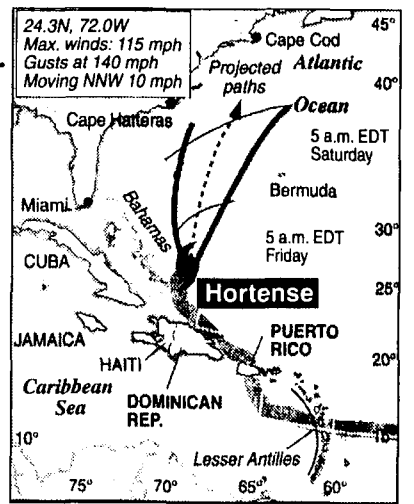 24.3N, 72.0W
Max. winds: 115 mph
Gusts at 140 mph
Moving NNW 10 mph
45°
Cape Cod
Atlantic
Projected
paths
40°
Ocean
Cape Hatteras
5 a.m. EDT
Saturday
Bermuda
Miami
Bahamas
30°
5 a.m. EDT
Friday
CUBA
Hortense
25°
JAMAICA
PUERTO
RICO
20°
HAITI
Caribbean
Sea
DOMINICAN
REP.
10°
15°
Lesser Antilles
75°
70°
65°
60°